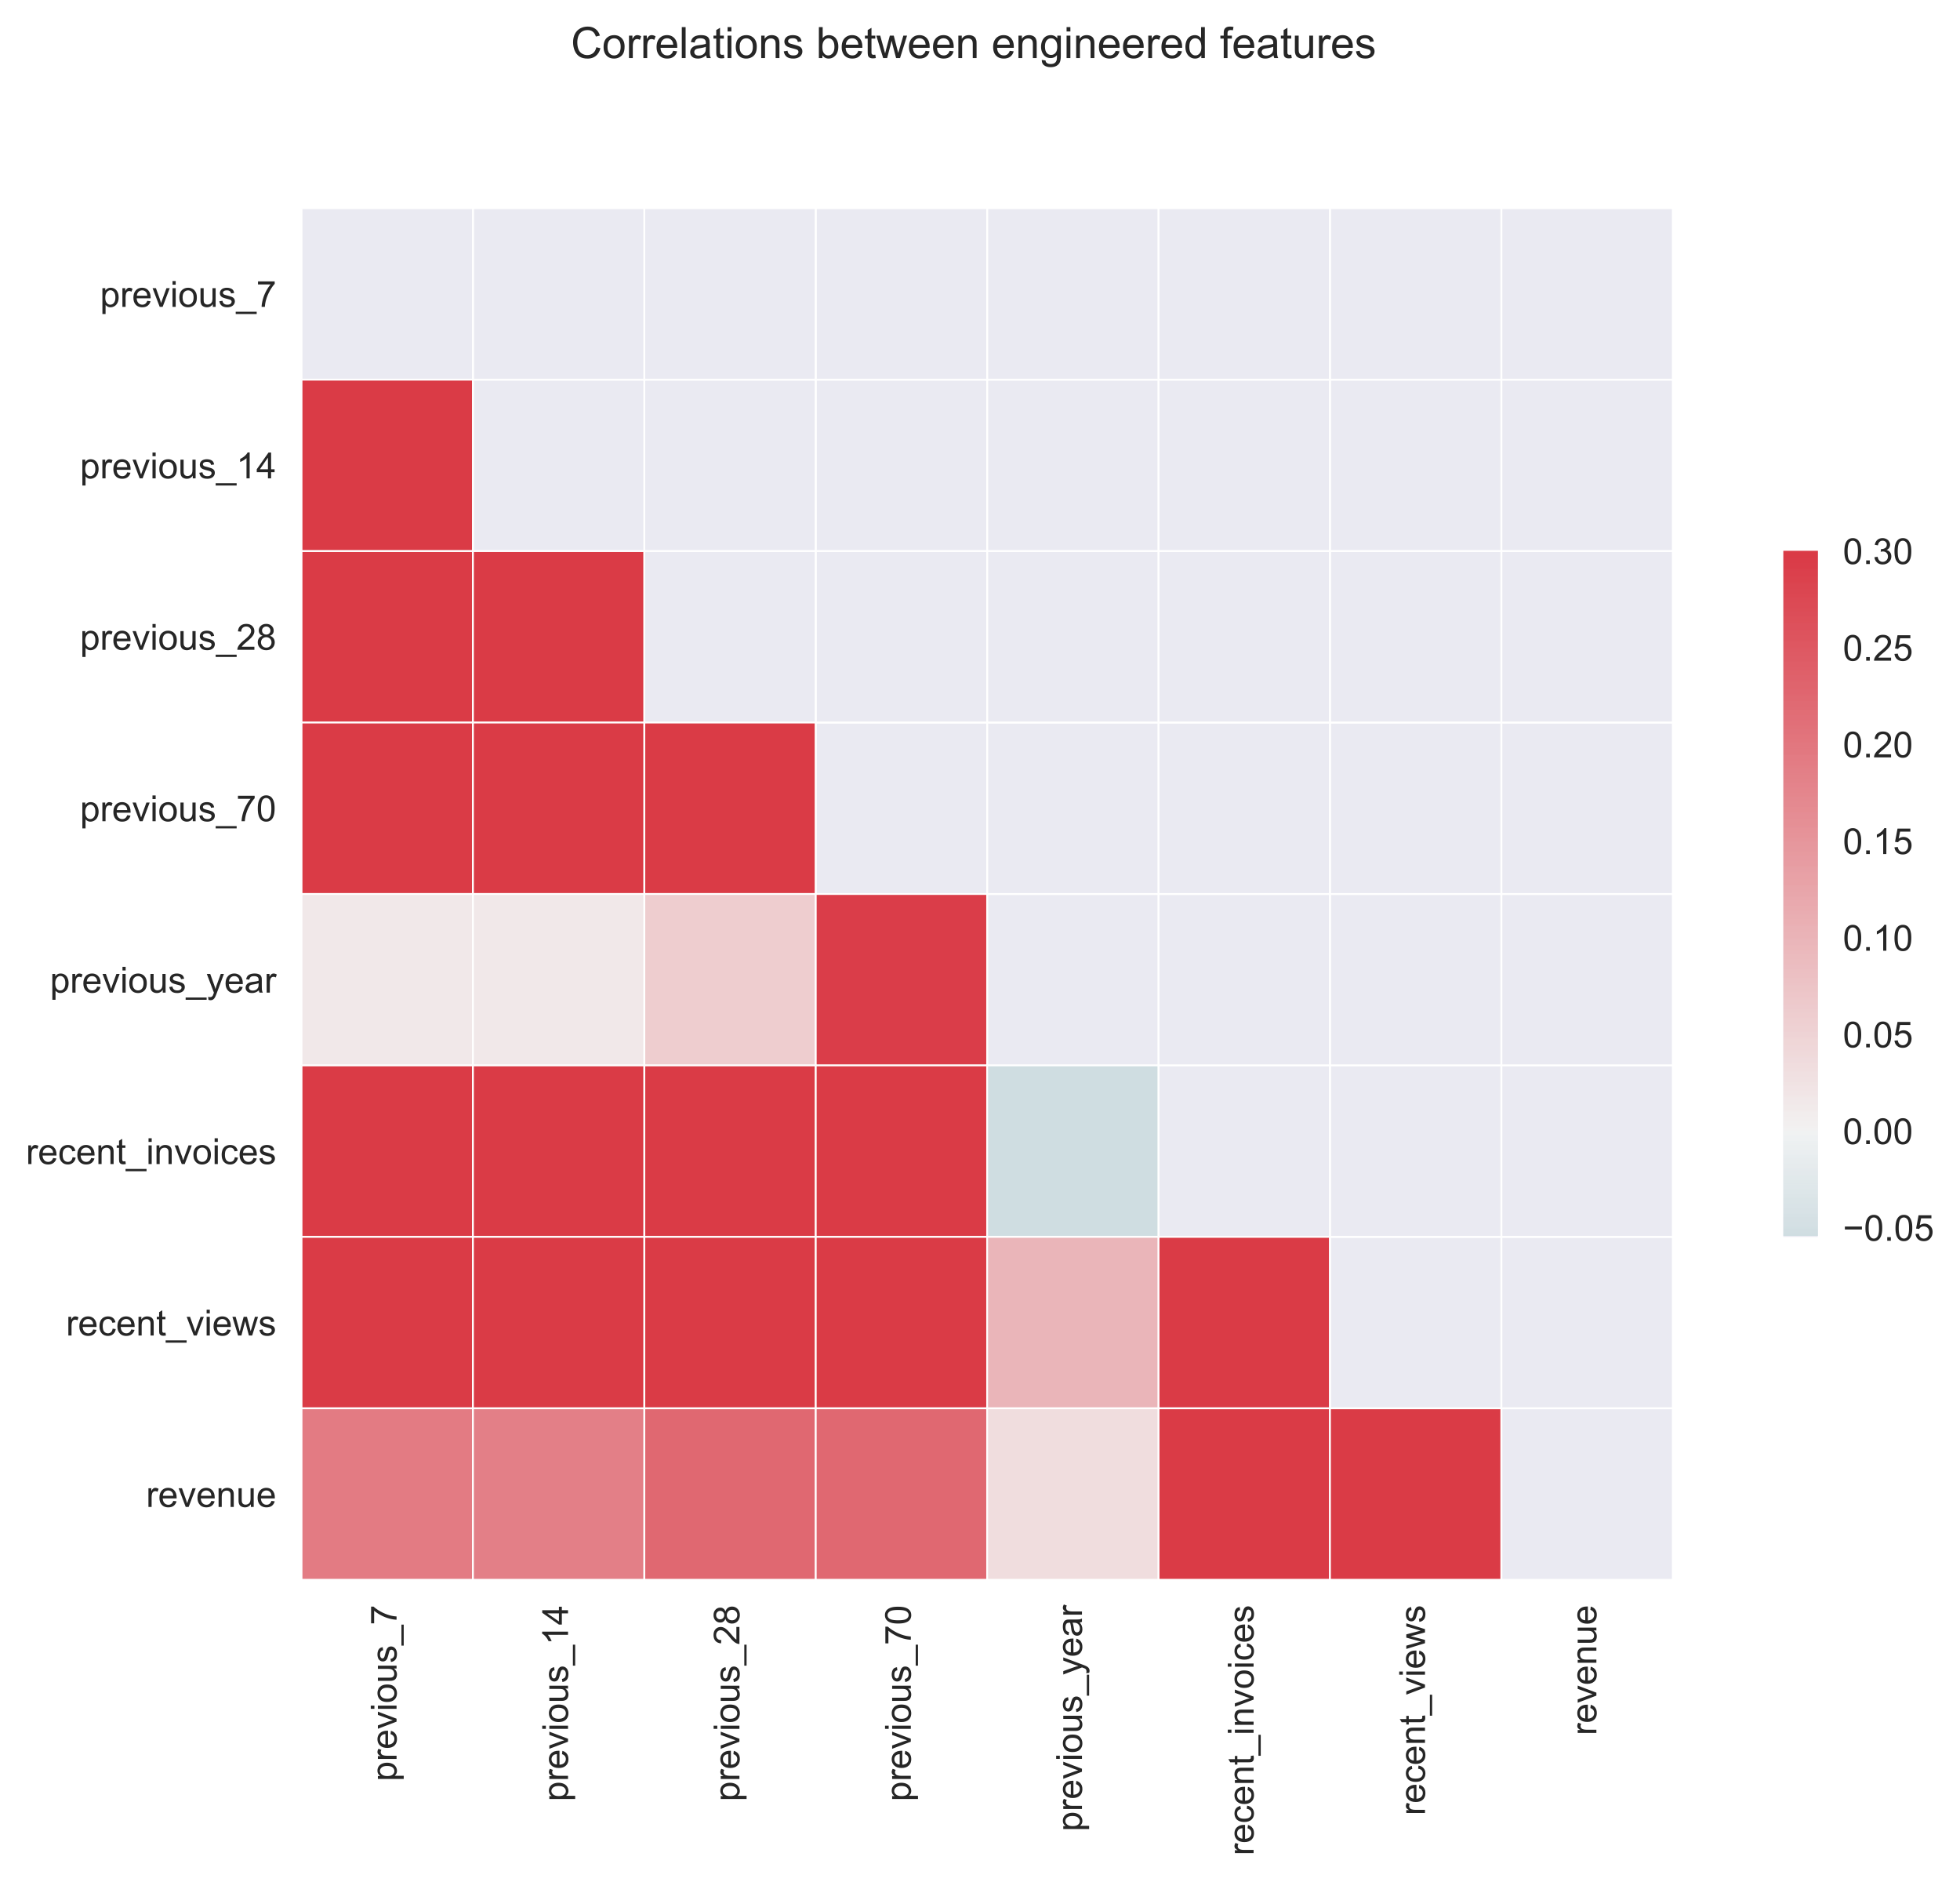 Correlations between engineered features
previous_7
previous_14
previous_28
previous_70
previous_year
recent_invoices
recent_views
revenue
previous_7
previous_14
previous_28
previous_70
previous_year
recent_invoices
recent_views
revenue
0.30
0.25
0.20
0.15
0.10
0.05
0.00
−0.05